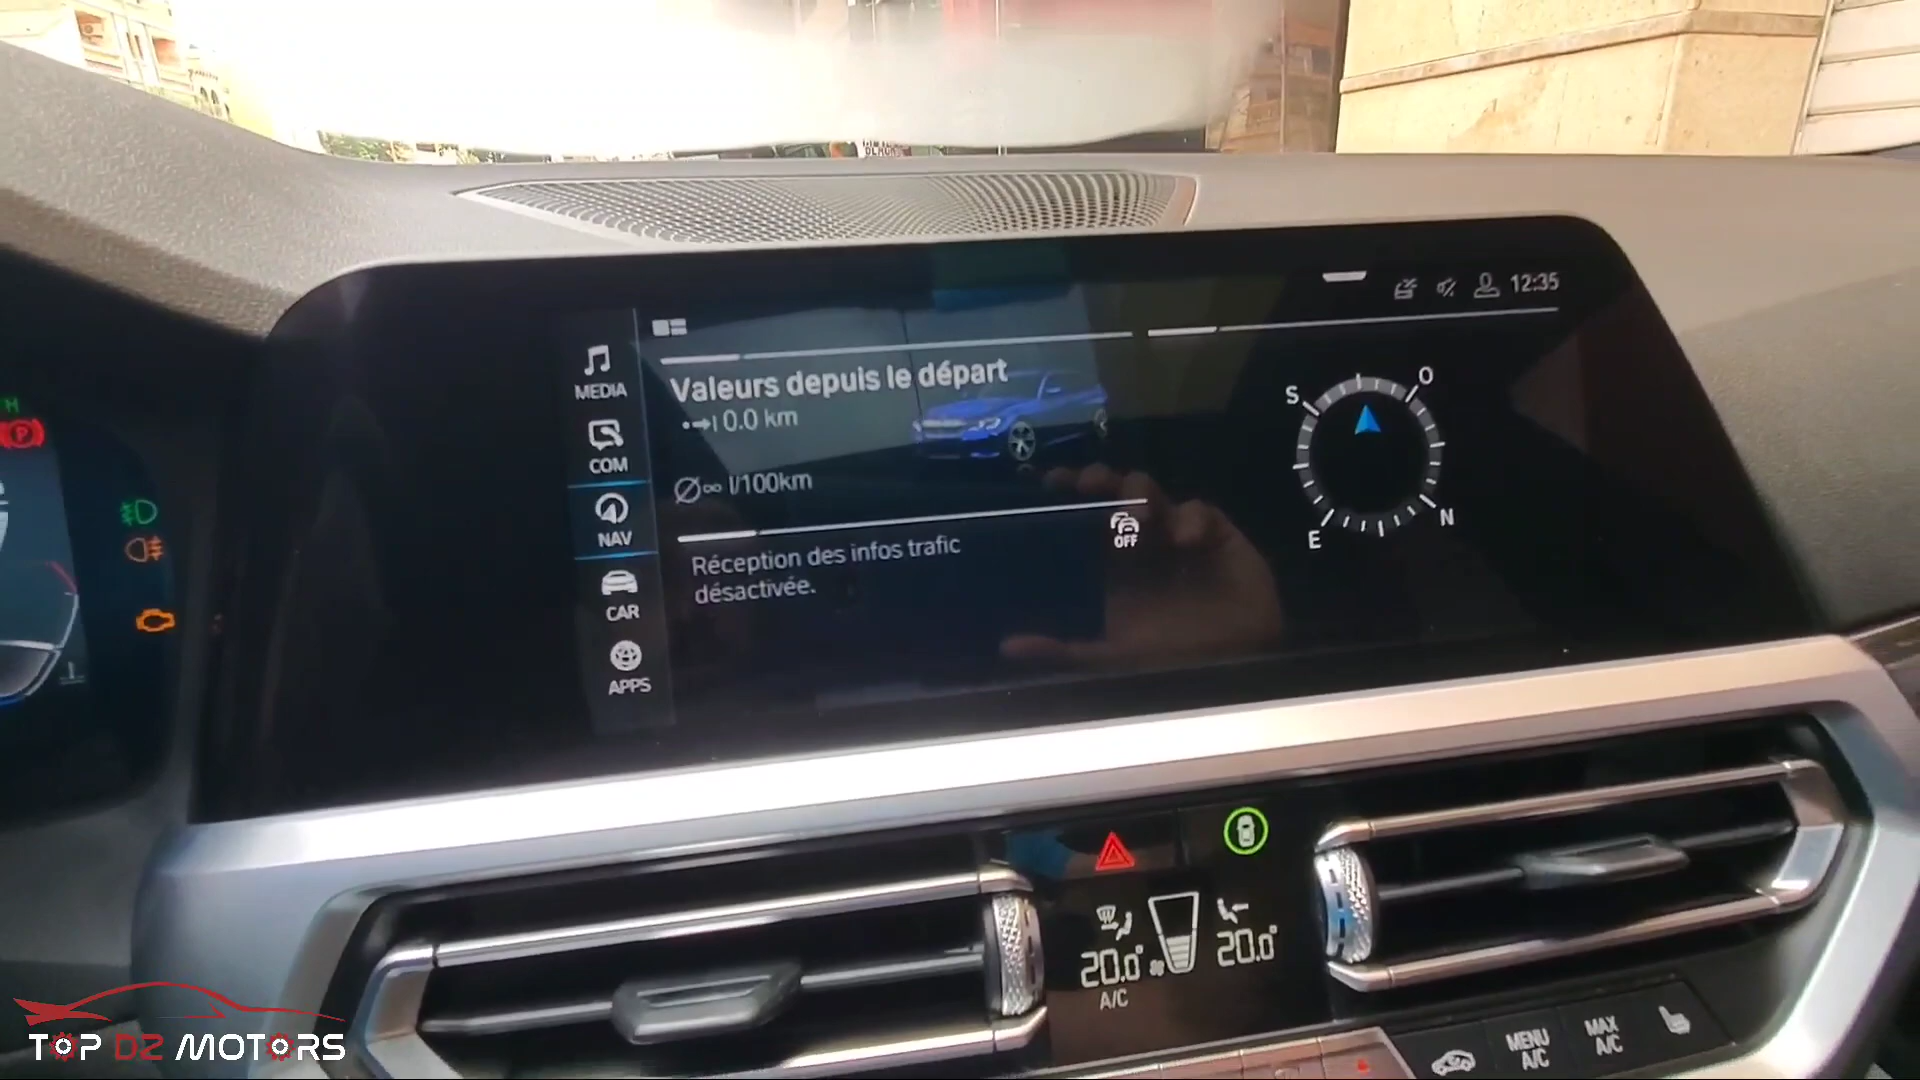 12:35
MEDIA
COM
NAV
CAR
APPS
Valeurs depuis le départ
0.0 km
∞ l/100km
Réception des infos trafic
désactivée.
OFF
S
O
E
N
P
20.0°
20.0°
A/C
MENU
A/C
MAX
A/C
TOP DZ MOTORS